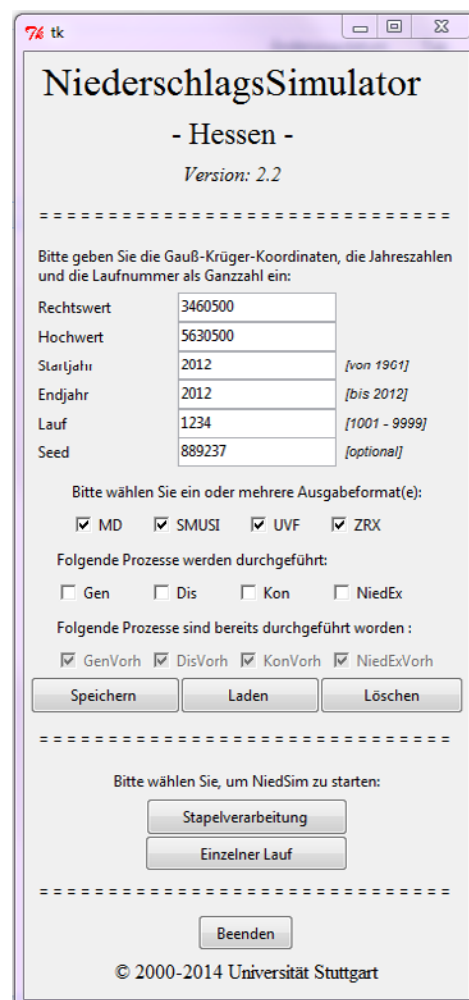 tk
NiederschlagsSimulator
- Hessen -
Version: 2.2
= = = = = = = = = = = = = = = = = = = = = = = = = = = = = =
Bitte geben Sie die Gauß-Krüger-Koordinaten, die Jahreszahlen
und die Laufnummer als Ganzzahl ein:
Rechtswert 3460500
Hochwert 5630500
Startjahr 2012 [von 1961]
Endjahr 2012 [bis 2012]
Lauf 1234 [1001 - 9999]
Seed 889237 [optional]
Bitte wählen Sie ein oder mehrere Ausgabeformat(e):
MD SMUSI UVF ZRX
Folgende Prozesse werden durchgeführt:
Gen Dis Kon NiedEx
Folgende Prozesse sind bereits durchgeführt worden :
GenVorh DisVorh KonVorh NiedExVorh
Speichern Laden Löschen
= = = = = = = = = = = = = = = = = = = = = = = = = = = = = =
Bitte wählen Sie, um NiedSim zu starten:
Stapelverarbeitung
Einzelner Lauf
= = = = = = = = = = = = = = = = = = = = = = = = = = = = = =
Beenden
© 2000-2014 Universität Stuttgart